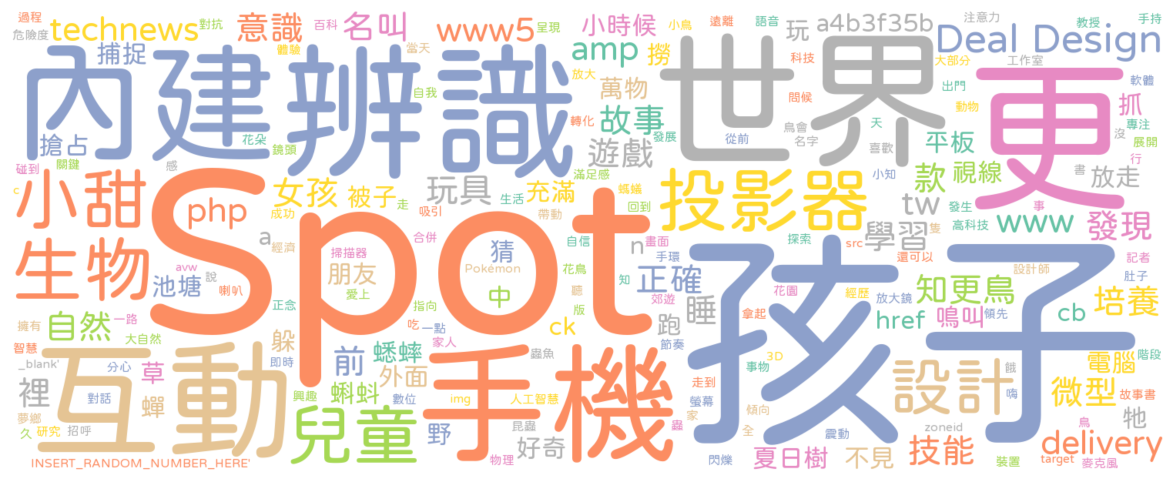 過程
危險度
technews
對抗
意識
百科
名叫
www5
呈現
小時候
小鳥
遠離
語音
玩
a4b3f35b
注意力
教授
手持
捕捉
體驗
當天
amp
撈
科技
大部分
Deal Design
工作室
內建辨識
放大
自我
萬物
問候
世界
出門
動物
更
軟體
抓
搶占
花朵
鏡頭
轉化
故事
發展
從前
鳥會
名字
天
喜歡
平板
沒
專注
展開
行
碰到
關鍵
感
遊戲
滿足感
小知
款
視線
書
放走
c
小甜
女孩
被子
走
玩具
生活
充滿
螞蟻
投影器
tw
發生
事
php
成功
吸引
帶動
回到
高科技
www
發現
生物
Spot
a
經濟
掃描器
合併
猜
自信
n
畫面
探索
src
學習
隻
還可以
記者
avw
說
朋友
Pokémon
花鳥
手環
設計師
肚子
池塘
喇叭
愛上
中
聽
知
正確
郊遊
花園
經歷
放大鏡
知更鳥
培養
擁有
一路
正念
指向
版
睡
拿起
href
鳴叫
領先
cb
自然
大自然
躲
吃
一點
ck
跑
孩子
智慧
即時
前
蟋蟀
家人
蠹魚
節奏
3D
階段
_blank'
分心
草
外面
走到
事物
設計
餓
電腦
裡
互動
對話
蟬
興趣
蝌蚪
數位
img
手機
人工智慧
螢幕
傾向
嗨
微型
故事書
夢鄉
家
久
研究
招呼
兒童
野
昆蟲
好奇
蟲
全
震動
zoneid
鳥
牠
INSERT_RANDOM_NUMBER_HERE'
物理
閃爍
夏日樹
不見
技能
裝置
target
delivery
麥克風